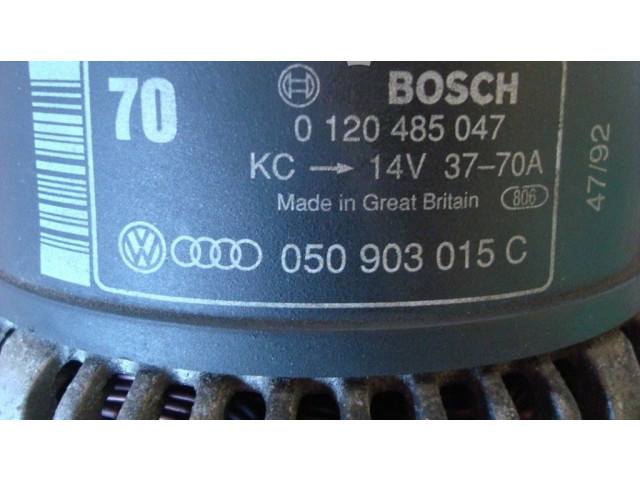 70
BOSCH
0 120 485 047
KC → 14V 37–70A
Made in Great Britain 806
050 903 015 C
47/92